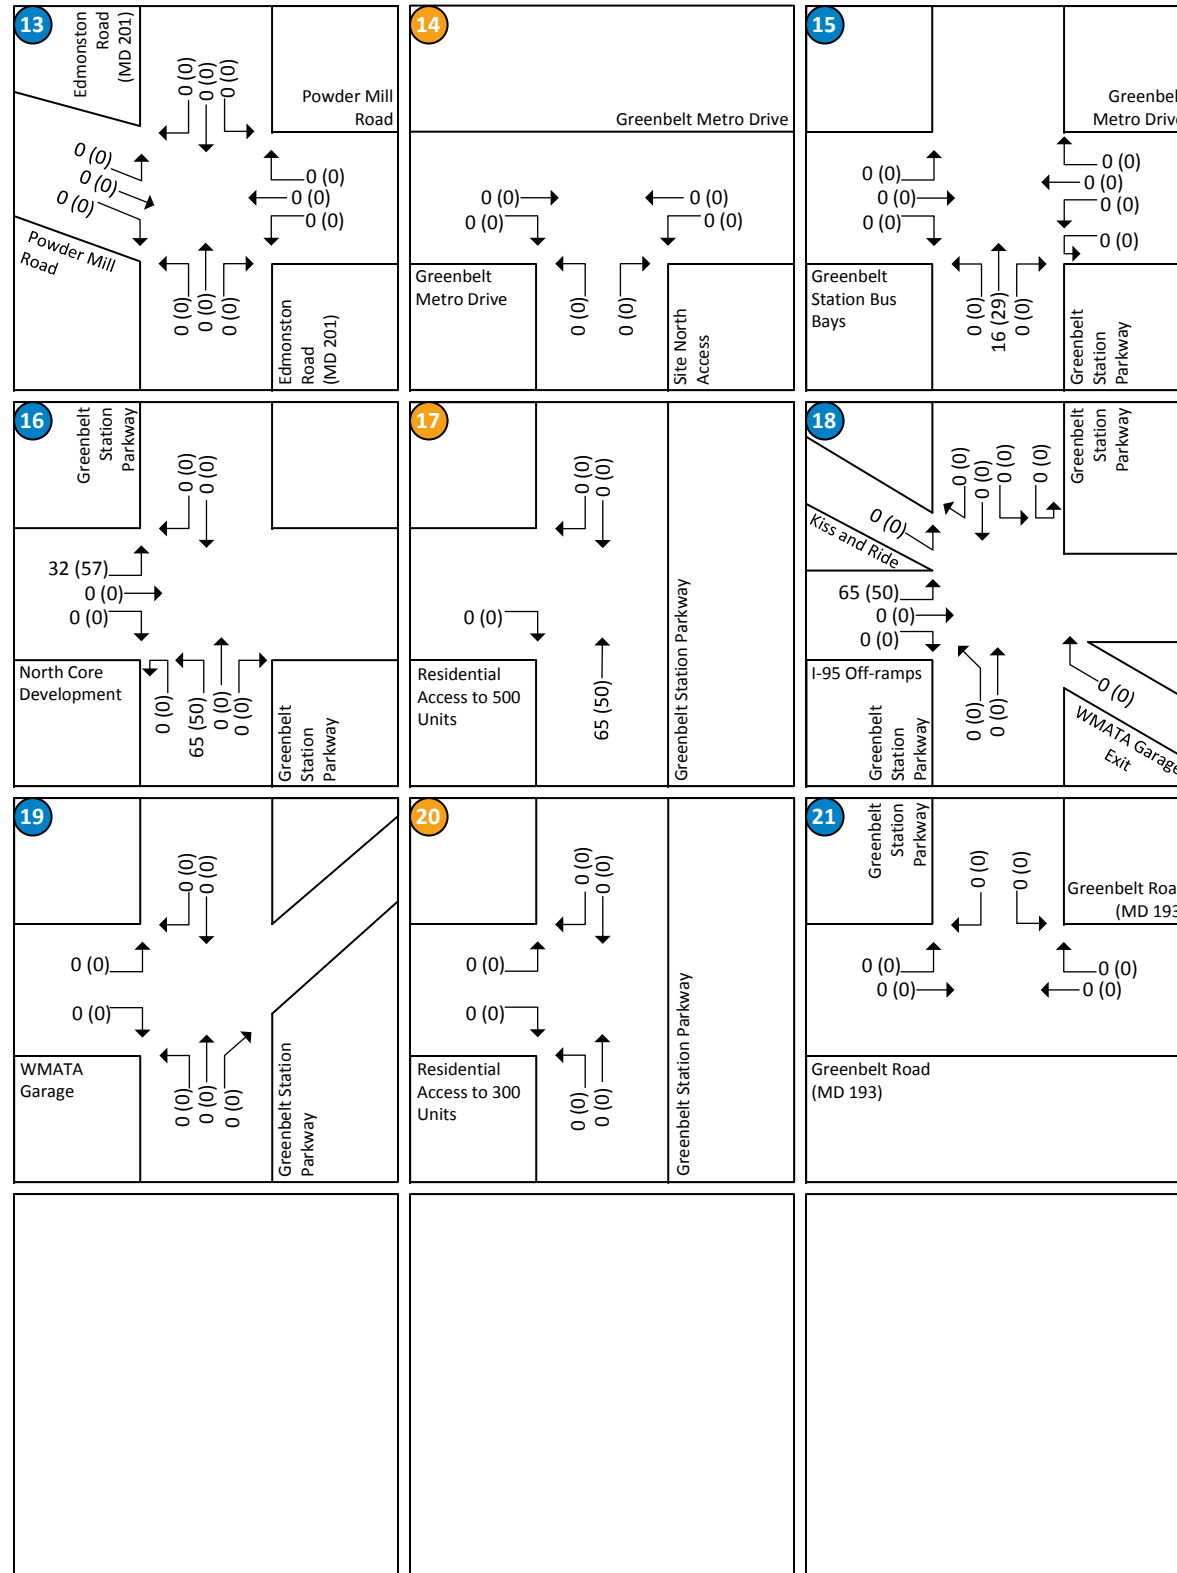 13
Edmonston
Road
(MD 201)
0 (0)
0 (0)
0 (0)
Powder Mill
Road
0 (0)
0 (0)
0 (0)
0 (0)
0 (0)
0 (0)
Powder Mill
Road
0 (0)
0 (0)
0 (0)
Edmonston
Road
(MD 201)
14
Greenbelt Metro Drive
0 (0)
0 (0)
0 (0)
0 (0)
Greenbelt
Metro Drive
0 (0)
0 (0)
Site North
Access
15
Metro
0 (0)
0 (0)
0 (0)
0 (0)
0 (0)
0 (0)
0 (0)
Greenbelt
Station Bus
Bays
0 (0)
16 (29)
0 (0)
Greenbelt
Station
Parkway
16
Greenbelt
Station
Parkway
0 (0)
0 (0)
32 (57)
0 (0)
0 (0)
North Core
Development
0 (0)
65 (50)
0 (0)
0 (0)
Greenbelt
Station
Parkway
17
0 (0)
0 (0)
0 (0)
Residential
Access to 500
Units
65 (50)
Greenbelt Station Parkway
18
0 (0)
0 (0)
0 (0)
0 (0)
Greenbelt
Station
Parkway
0 (0)
Kiss and Ride
65 (50)
0 (0)
0 (0)
I-95 Off-ramps
Greenbelt
Station
Parkway
0 (0)
0 (0)
0 (0)
WMATA Garage
Exit
19
0 (0)
0 (0)
0 (0)
0 (0)
WMATA
Garage
0 (0)
0 (0)
0 (0)
Greenbelt Station
Parkway
20
0 (0)
0 (0)
0 (0)
0 (0)
Residential
Access to 300
Units
0 (0)
0 (0)
Greenbelt Station Parkway
21
Greenbelt
Station
Parkway
0 (0)
0 (0)
Greenbelt
(MD 193
0 (0)
0 (0)
0 (0)
0 (0)
Greenbelt Road
(MD 193)